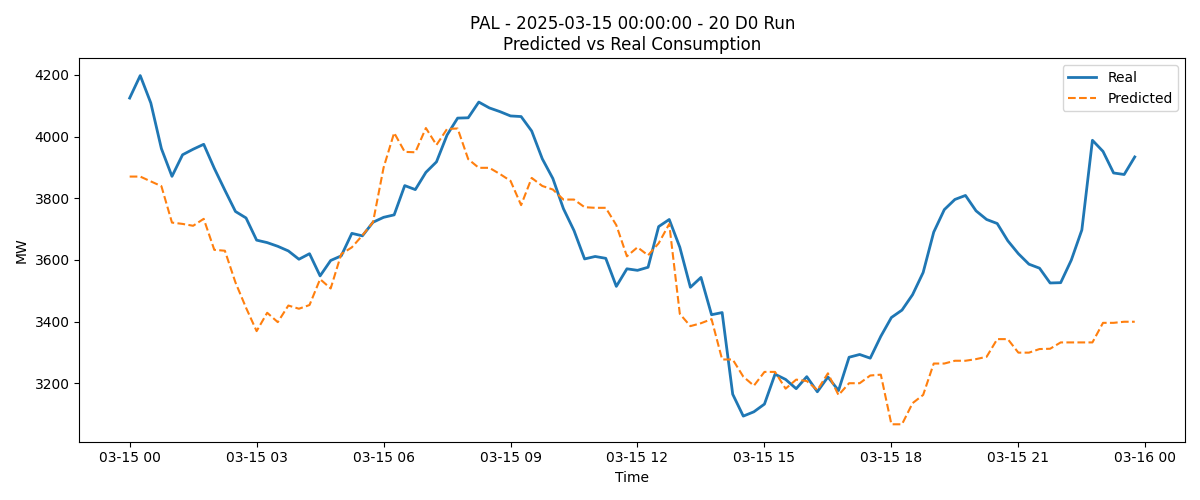 PAL - 2025-03-15 00:00:00 - 20 D0 Run
Predicted vs Real Consumption
Real
Predicted
MW
4200
4000
3800
3600
3400
3200
03-15 00
03-15 03
03-15 06
03-15 09
03-15 12
03-15 15
03-15 18
03-15 21
03-16 00
Time